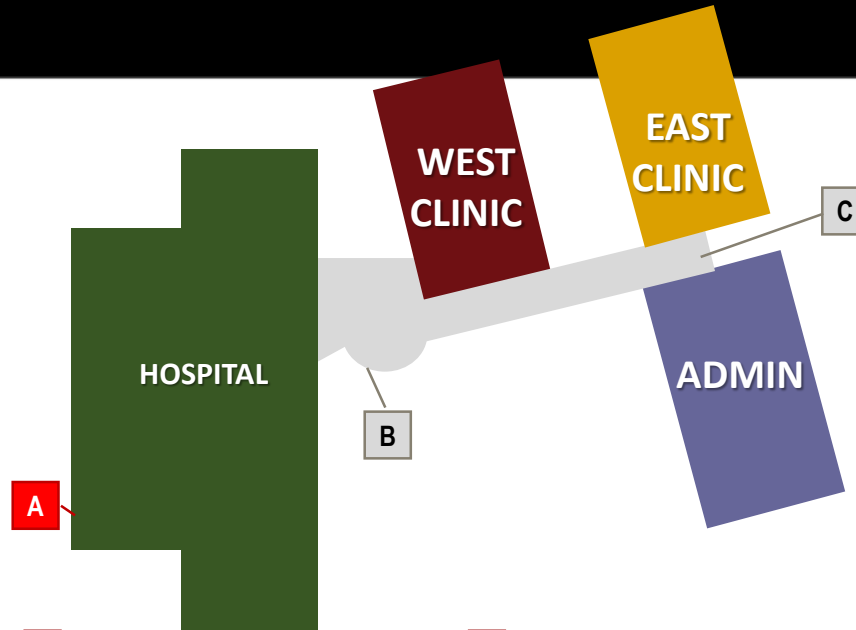 EAST
CLINIC
WEST
CLINIC
C
HOSPITAL
ADMIN
B
A